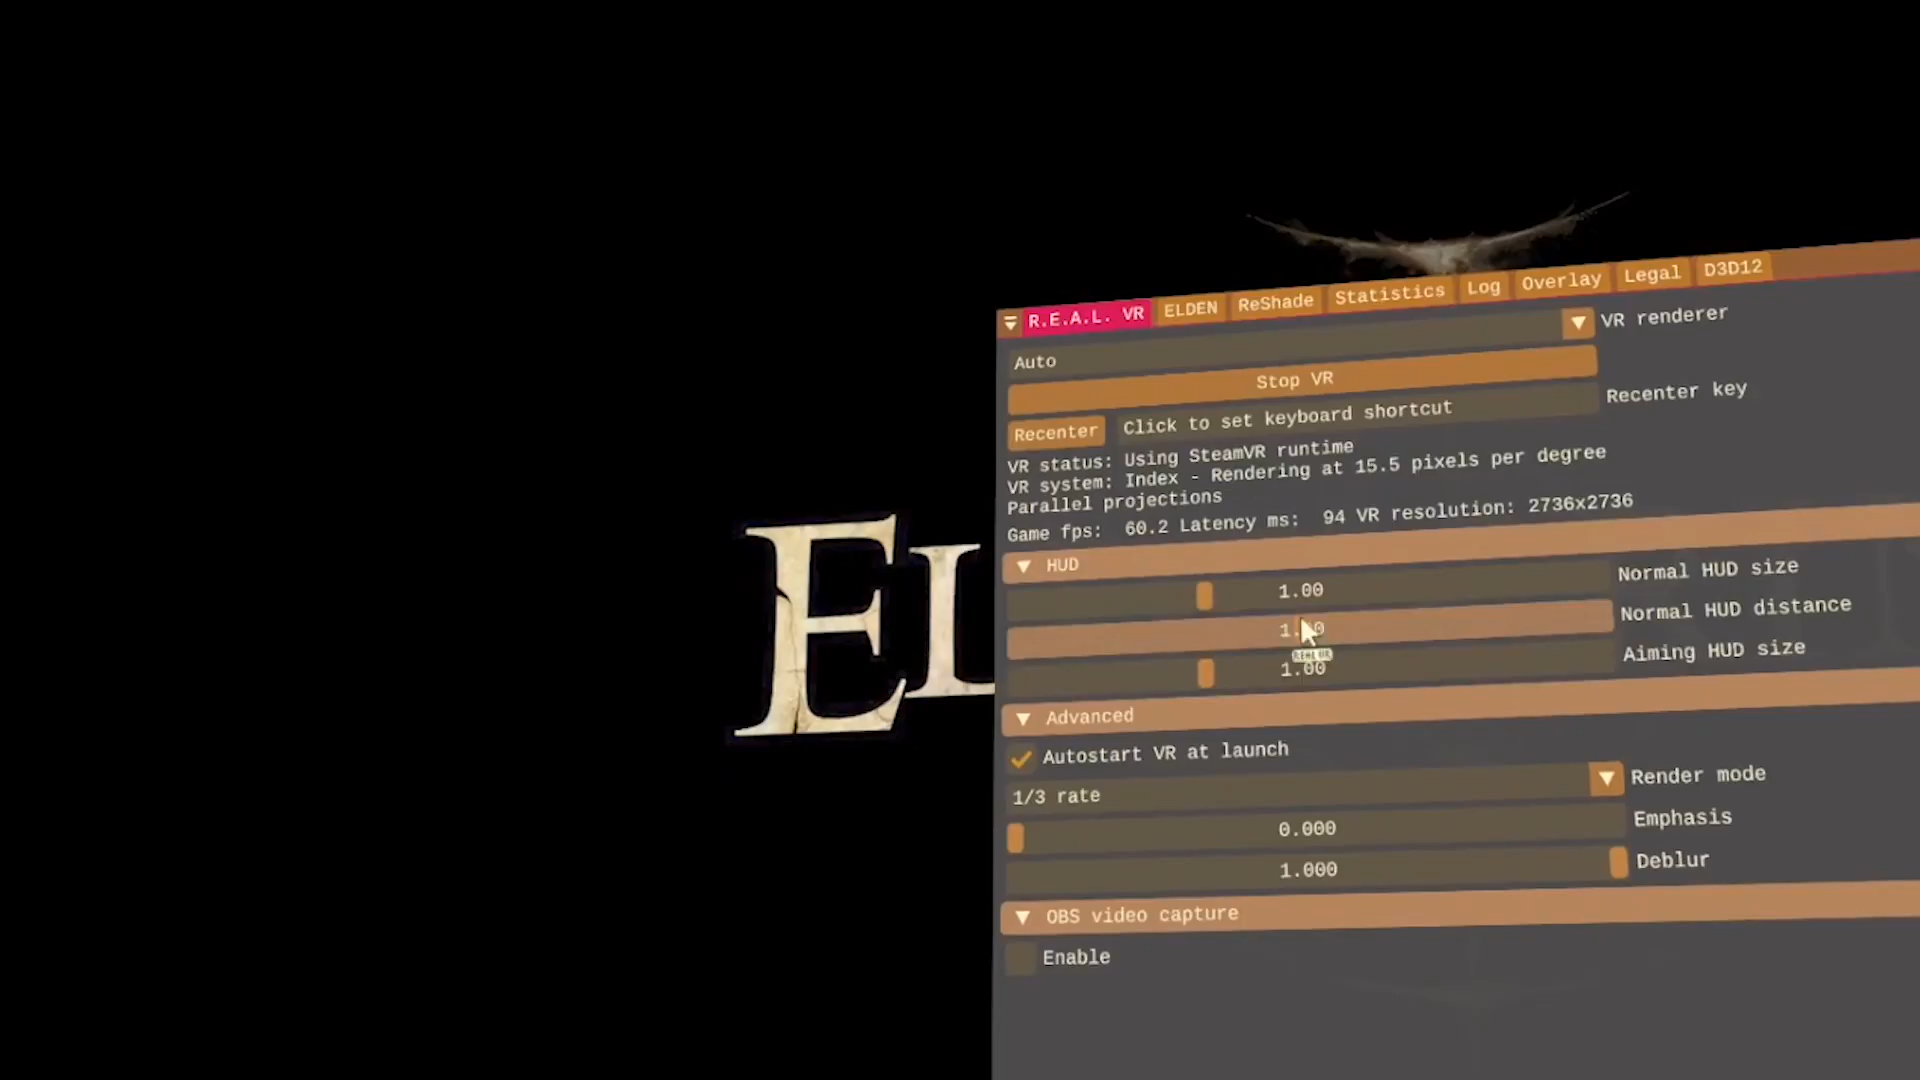 R.E.A.L. VR ELDEN ReShade Statistics Log Overlay Legal D3D12
Auto VR renderer
Stop VR
Recenter Click to set keyboard shortcut Recenter key
VR status: Using SteamVR runtime
VR system: Index - Rendering at 15.5 pixels per degree
Parallel projections
Game fps: 60.2 Latency ms: 94 VR resolution: 2736x2736
HUD
1.00 Normal HUD size
Normal HUD distance
REAL VR
1.00 Aiming HUD size
EL
Advanced
Autostart VR at launch
1/3 rate Render mode
0.000 Emphasis
1.000 Deblur
OBS video capture
Enable